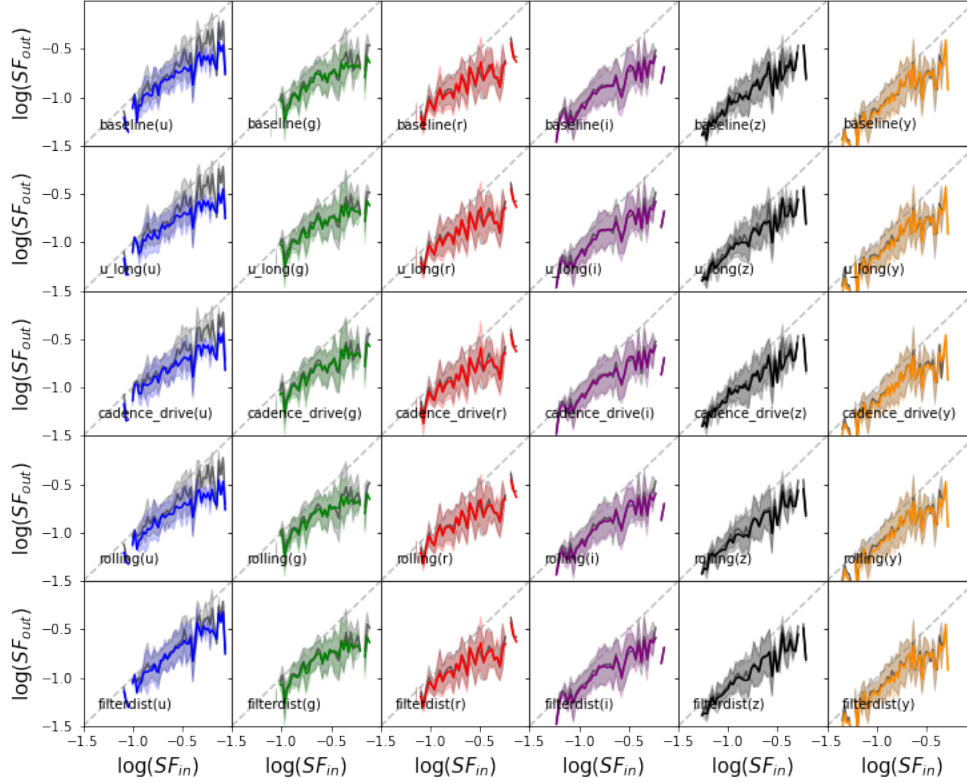 log(SF_out) −0.5 −1.0 −1.5 baseline(u) baseline(g) baseline(r) baseline(i) baseline(z) baseline(y)
log(SF_out) −0.5 −1.0 −1.5 u_long(u) u_long(g) u_long(r) u_long(i) u_long(z) u_long(y)
log(SF_out) −0.5 −1.0 −1.5 cadence_drive(u) cadence_drive(g) cadence_drive(r) cadence_drive(i) cadence_drive(z) cadence_drive(y)
log(SF_out) −0.5 −1.0 −1.5 rolling(u) rolling(g) rolling(r) rolling(i) rolling(z) rolling(y)
log(SF_out) −0.5 −1.0 −1.5 filterdist(u) filterdist(g) filterdist(r) filterdist(i) filterdist(z) filterdist(y)
−1.5 −1.0 −0.5 −1.5 −1.0 −0.5 −1.5 −1.0 −0.5 −1.5 −1.0 −0.5 −1.5 −1.0 −0.5 −1.5 −1.0 −0.5
log(SF_in) log(SF_in) log(SF_in) log(SF_in) log(SF_in) log(SF_in)